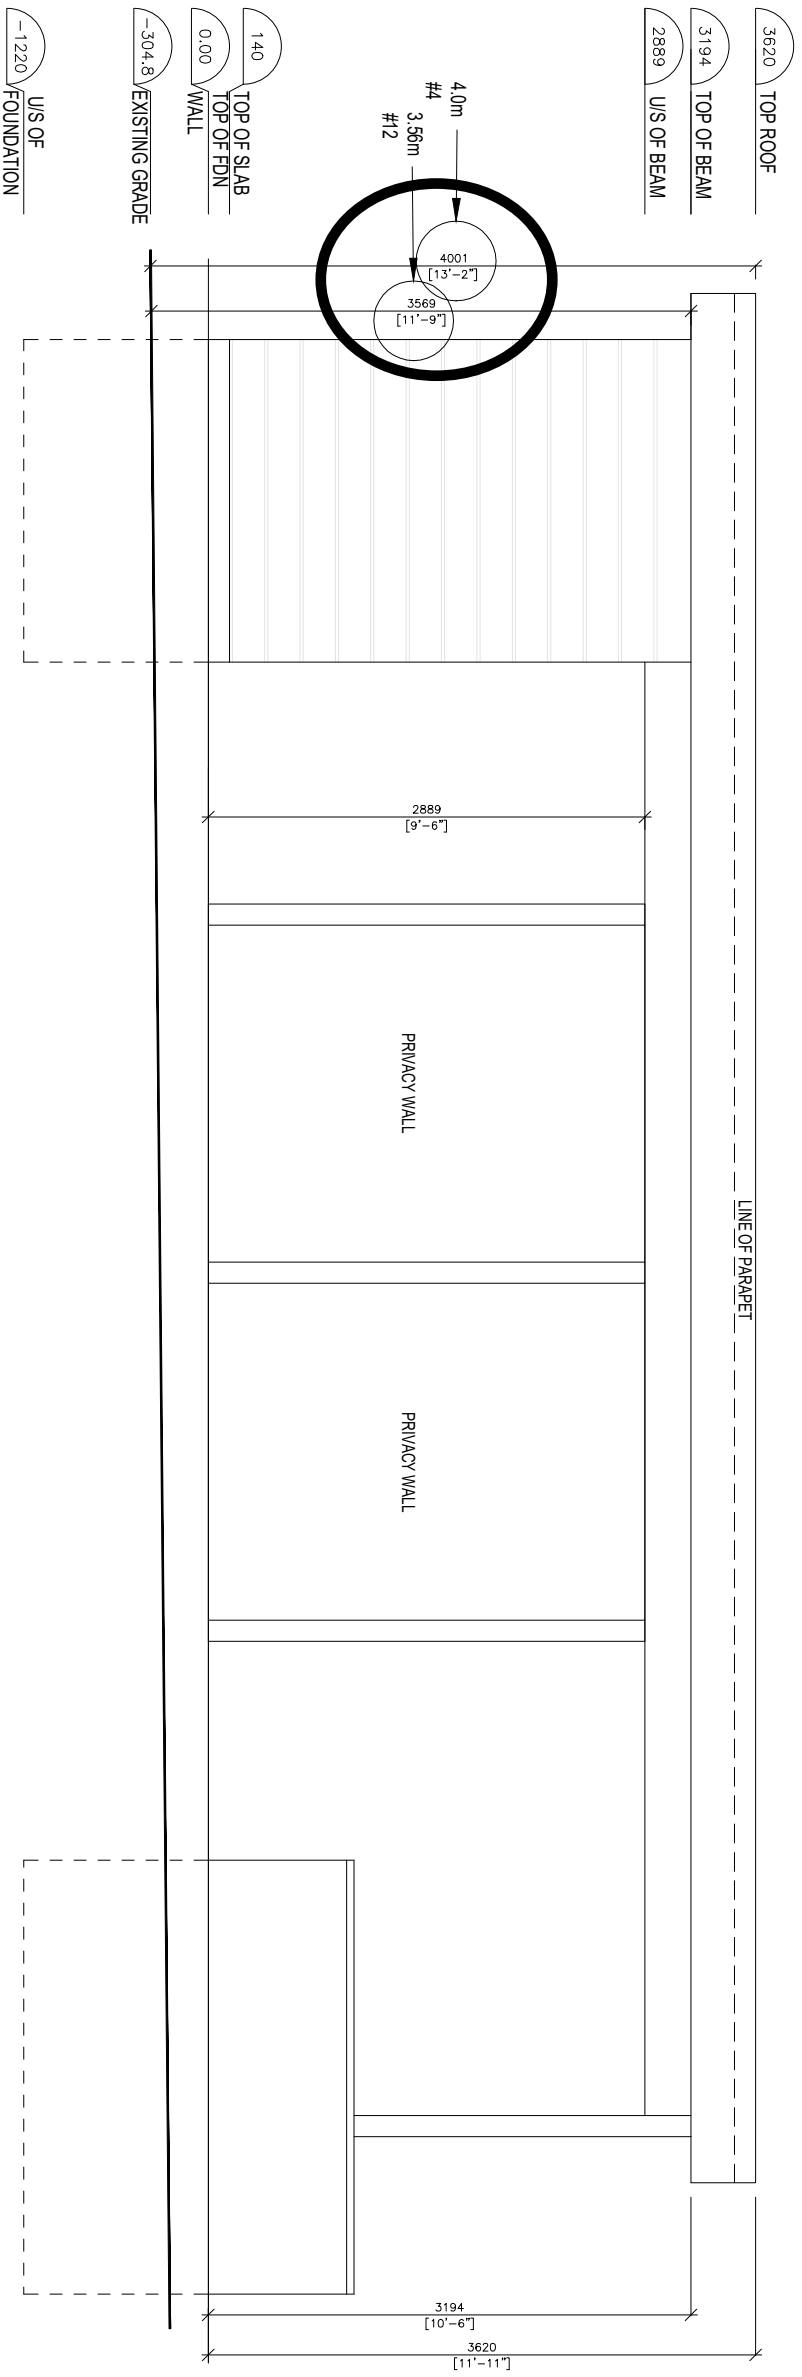 3620
TOP ROOF
3194
TOP OF BEAM
2889
U/S OF BEAM
140
TOP OF SLAB
0.00
TOP OF FDN
WALL
-304.8
EXISTING GRADE
-1220
U/S OF
FOUNDATION
4.0m
#4
3.56m
#12
4001
[13'-2"]
3569
[11'-9"]
2889
[9'-6"]
PRIVACY WALL
LINE OF PARAPET
PRIVACY WALL
3194
[10'-6"]
3620
[11'-11"]